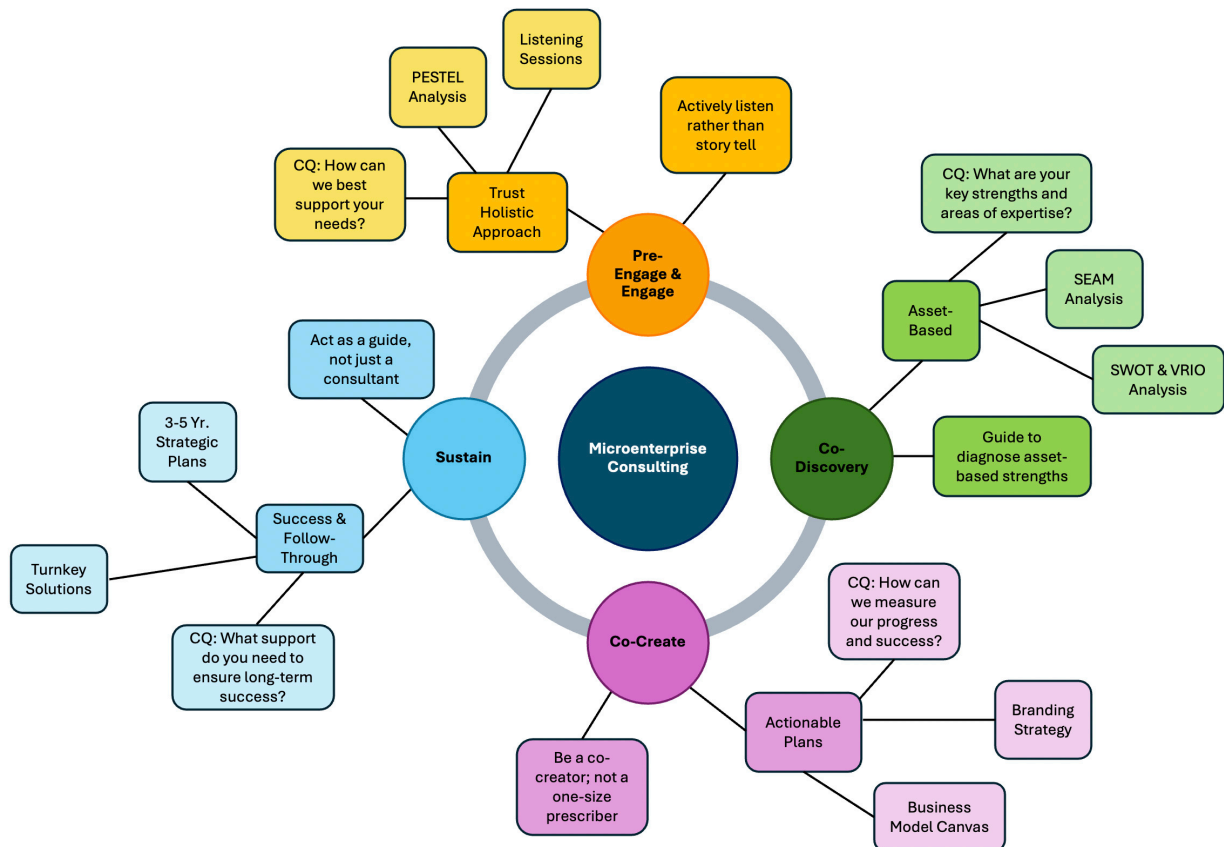 Listening
Sessions
PESTEL
Analysis
CQ: How can
we best
support your
needs?
Trust
Holistic
Approach
Actively listen
rather than
story tell
Pre-
Engage &
Engage
CQ: What are your
key strengths and
areas of expertise?
SEAM
Analysis
Asset-
Based
SWOT & VRIO
Analysis
Guide to
diagnose asset-
based strengths
Co-
Discovery
Microenterprise
Consulting
Act as a guide,
not just a
consultant
Sustain
3-5 Yr.
Strategic
Plans
Success &
Follow-
Through
Turnkey
Solutions
CQ: What support
do you need to
ensure long-term
success?
Co-Create
CQ: How can
we measure
our progress
and success?
Actionable
Plans
Branding
Strategy
Business
Model Canvas
Be a co-
creator; not a
one-size
prescriber